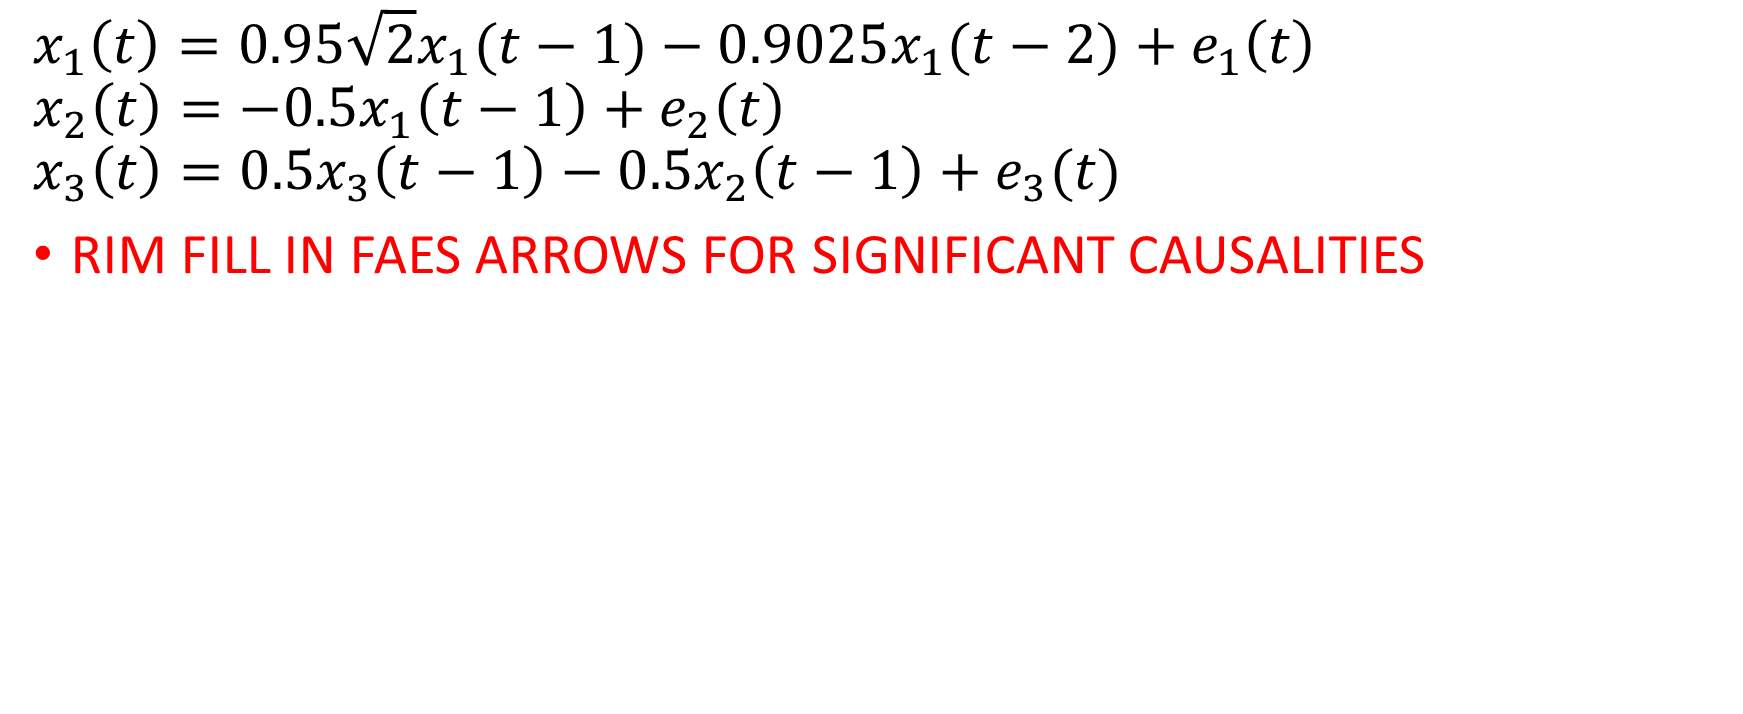 x₁(t) = 0.95√2x₁(t − 1) − 0.9025x₁(t − 2) + e₁(t)
x₂(t) = −0.5x₁(t − 1) + e₂(t)
x₃(t) = 0.5x₃(t − 1) − 0.5x₂(t − 1) + e₃(t)
• RIM FILL IN FAES ARROWS FOR SIGNIFICANT CAUSALITIES